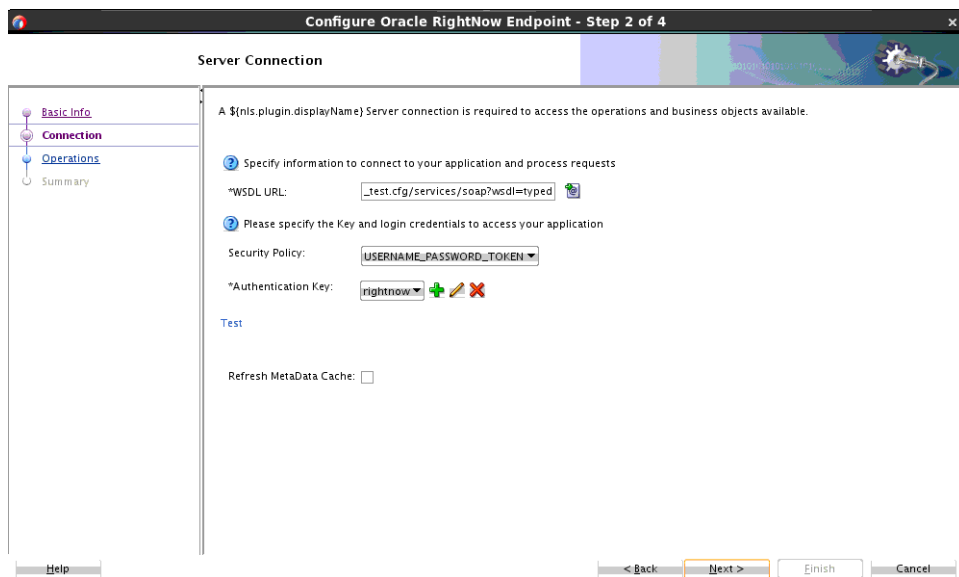 Configure Oracle RightNow Endpoint - Step 2 of 4
Server Connection
Basic Info
Connection
Operations
Summary
A ${nls.plugin.displayName} Server connection is required to access the operations and business objects available.
Specify information to connect to your application and process requests
*WSDL URL: _test.cfg/services/soap?wsdl=typed
Please specify the Key and login credentials to access your application
Security Policy: USERNAME_PASSWORD_TOKEN
*Authentication Key: rightnow
Test
Refresh MetaData Cache:
Help
< Back
Next >
Finish
Cancel